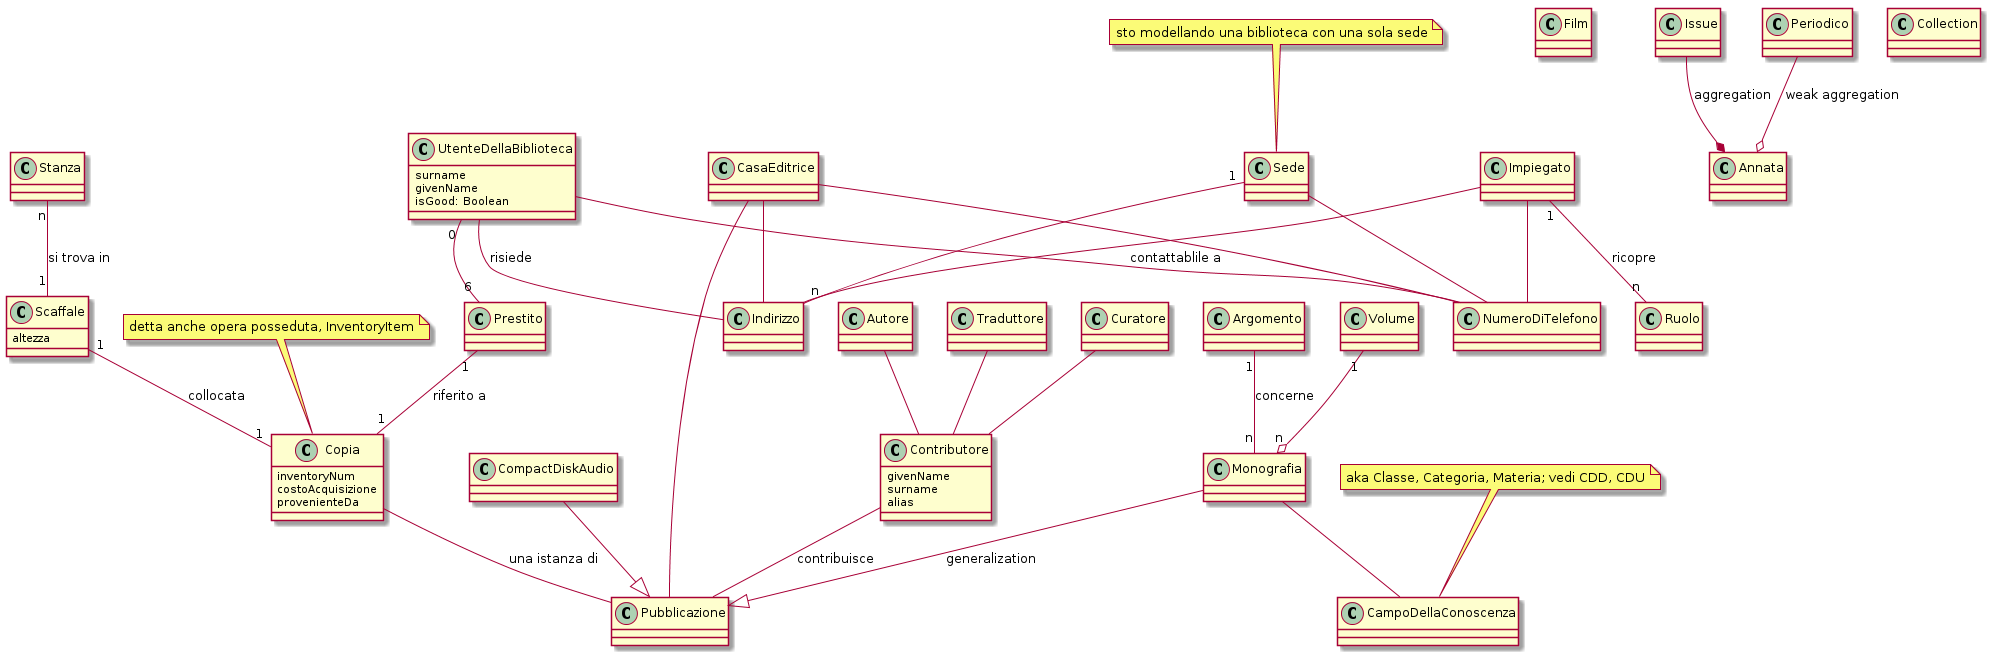 C Film
C Issue
C Periodico
C Collection
sto modellando una biblioteca con una sola sede
aggregation
weak aggregation
C Stanza
C UtenteDellaBiblioteca
surname
givenName
isGood: Boolean
C CasaEditrice
C Sede
C Impiegato
C Annata
n
1
1
0
si trova in
risiede
contattablile a
ricopre
1
6
n
n
C Scaffale
altezza
detta anche opera posseduta, InventoryItem
C Prestito
C Indirizzo
C Autore
C Traduttore
C Curatore
C Argomento
C Volume
C NumeroDiTelefono
C Ruolo
1
1
1
1
collocata
riferito a
concerne
1
1
n
n
C Copia
inventoryNum
costoAcquisizione
provenienteDa
C CompactDiskAudio
C Contributore
givenName
surname
alias
C Monografia
aka Classe, Categoria, Materia; vedi CDD, CDU
una istanza di
contribuisce
generalization
C Pubblicazione
C CampoDellaConoscenza